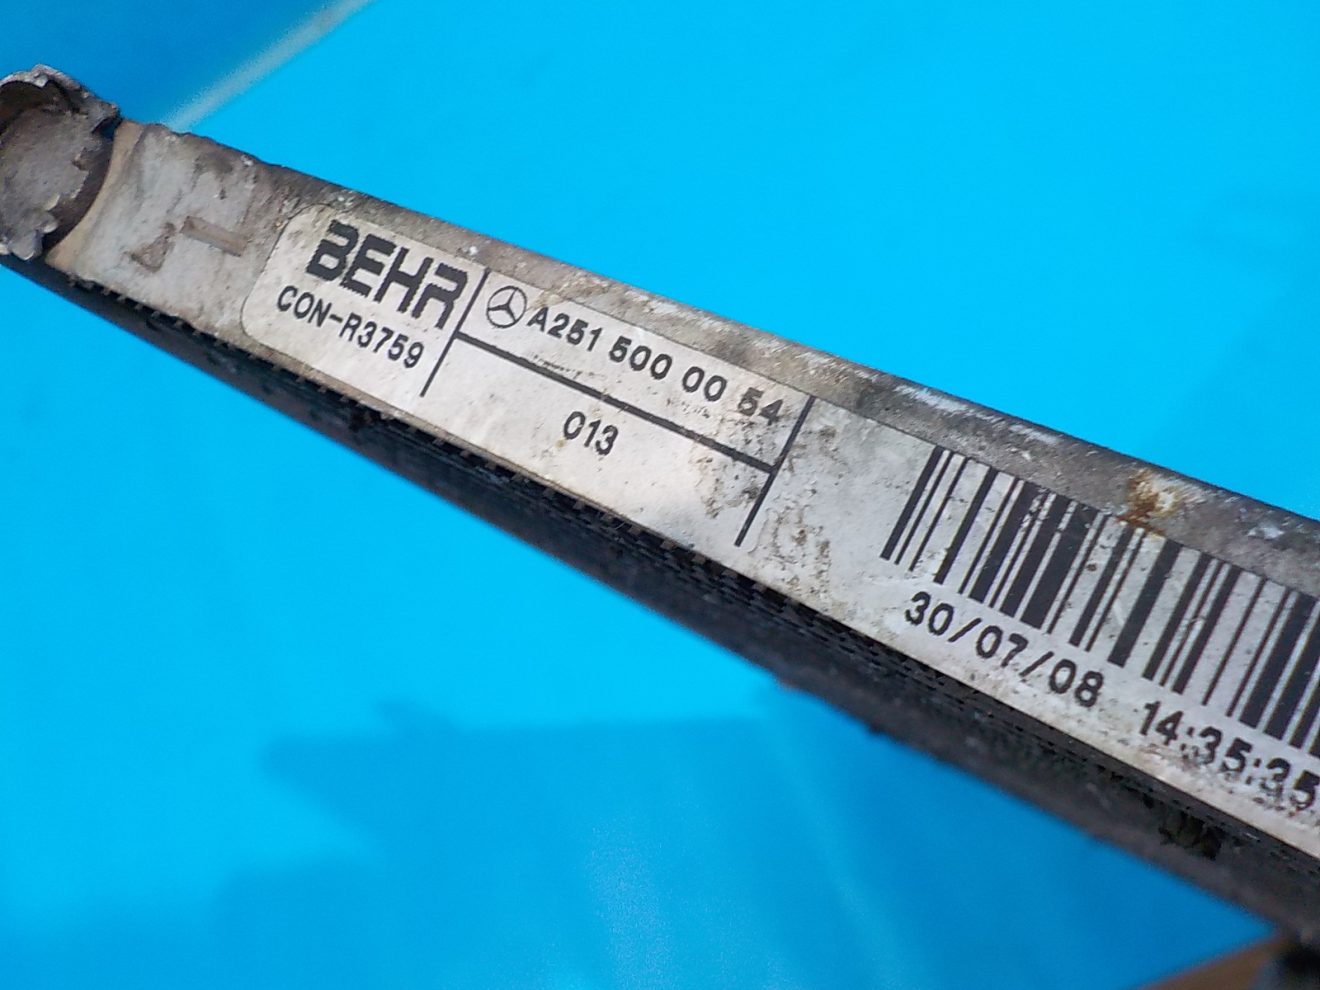 BEHR
CON-R3759
A251 500 00 54
013
30/07/08 14:35:35